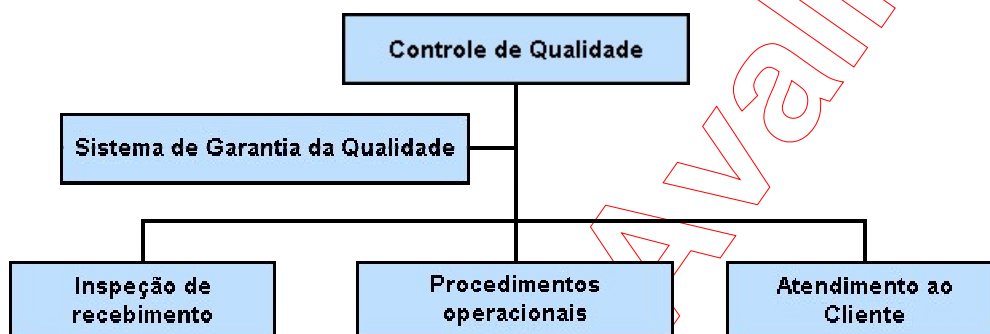 Controle de Qualidade
Sistema de Garantia da Qualidade
Inspeção de
recebimento
Procedimentos
operacionais
Atendimento ao
Cliente